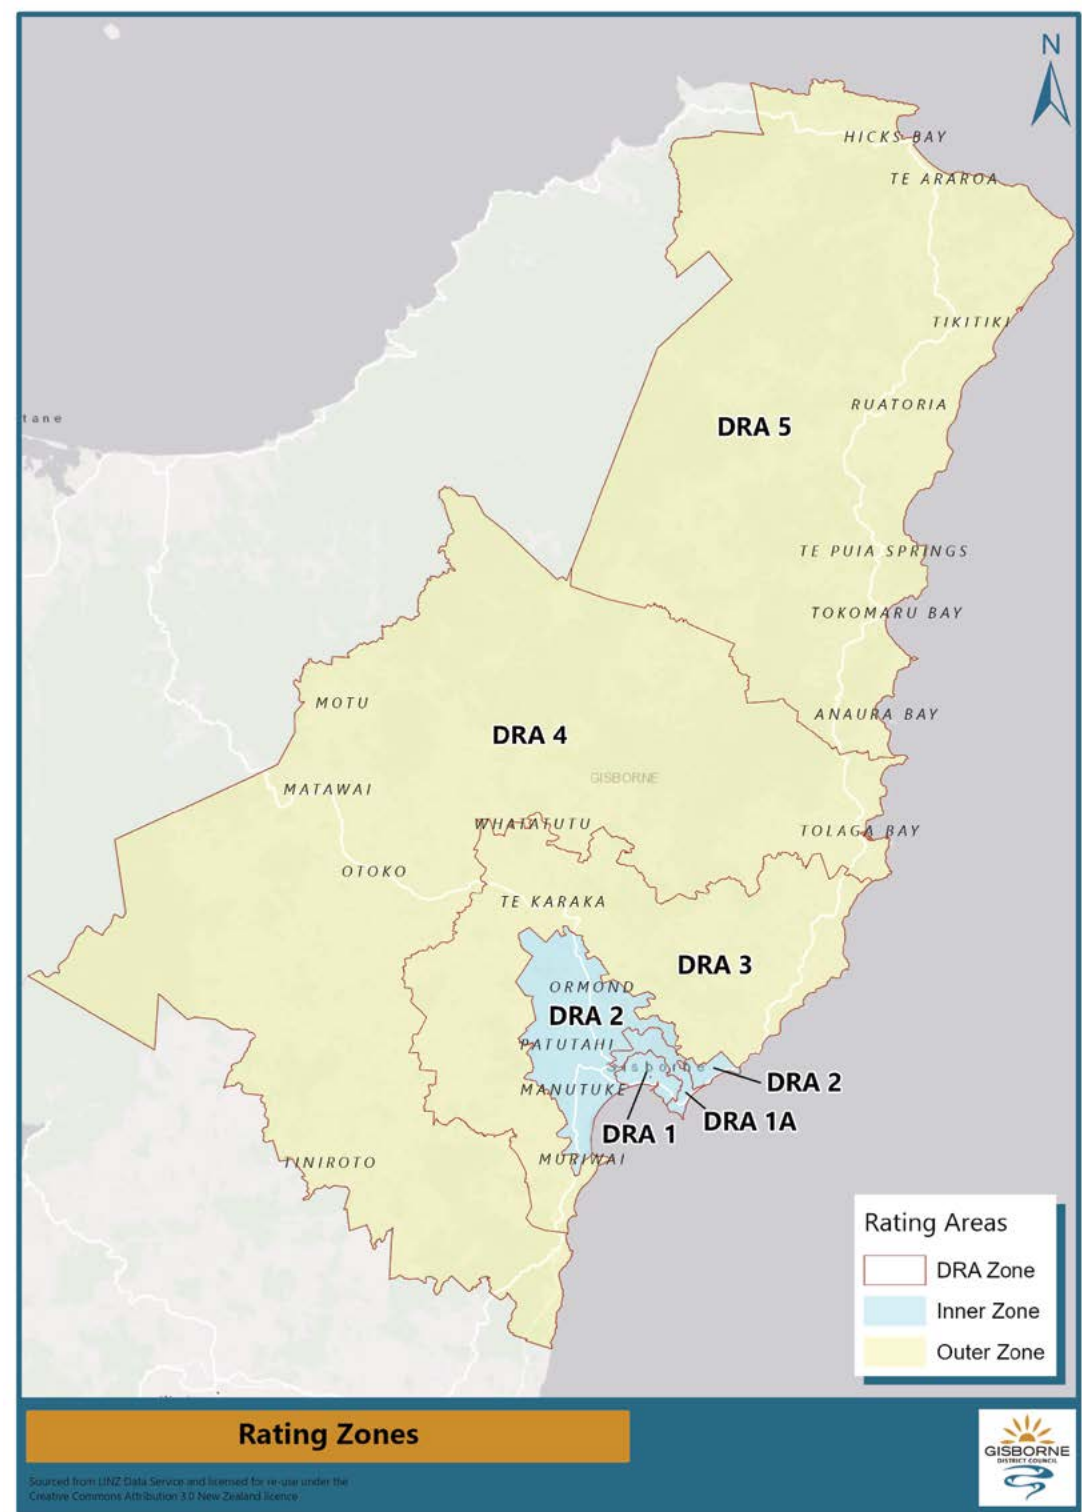 N
HICKS BAY
TE ARAROA
TIKITIKI
tane
RUATORIA
DRA 5
TE PUIA SPRINGS
TOKOMARU BAY
MOTU
ANAURA BAY
DRA 4
GISBORNE
MATAWAI
WHATATUTU
TOLAGA BAY
OTOKO
TE KARAKA
DRA 3
ORMOND
DRA 2
PATUTAHI
Gisborne
DRA 2
MANUTUKE
DRA 1A
DRA 1
MURIWAI
TINIROTO
Rating Areas
DRA Zone
Inner Zone
Outer Zone
Rating Zones
GISBORNE
DISTRICT COUNCIL
Sourced from LINZ Data Service and licensed for re-use under the
Creative Commons Attribution 3.0 New Zealand licence